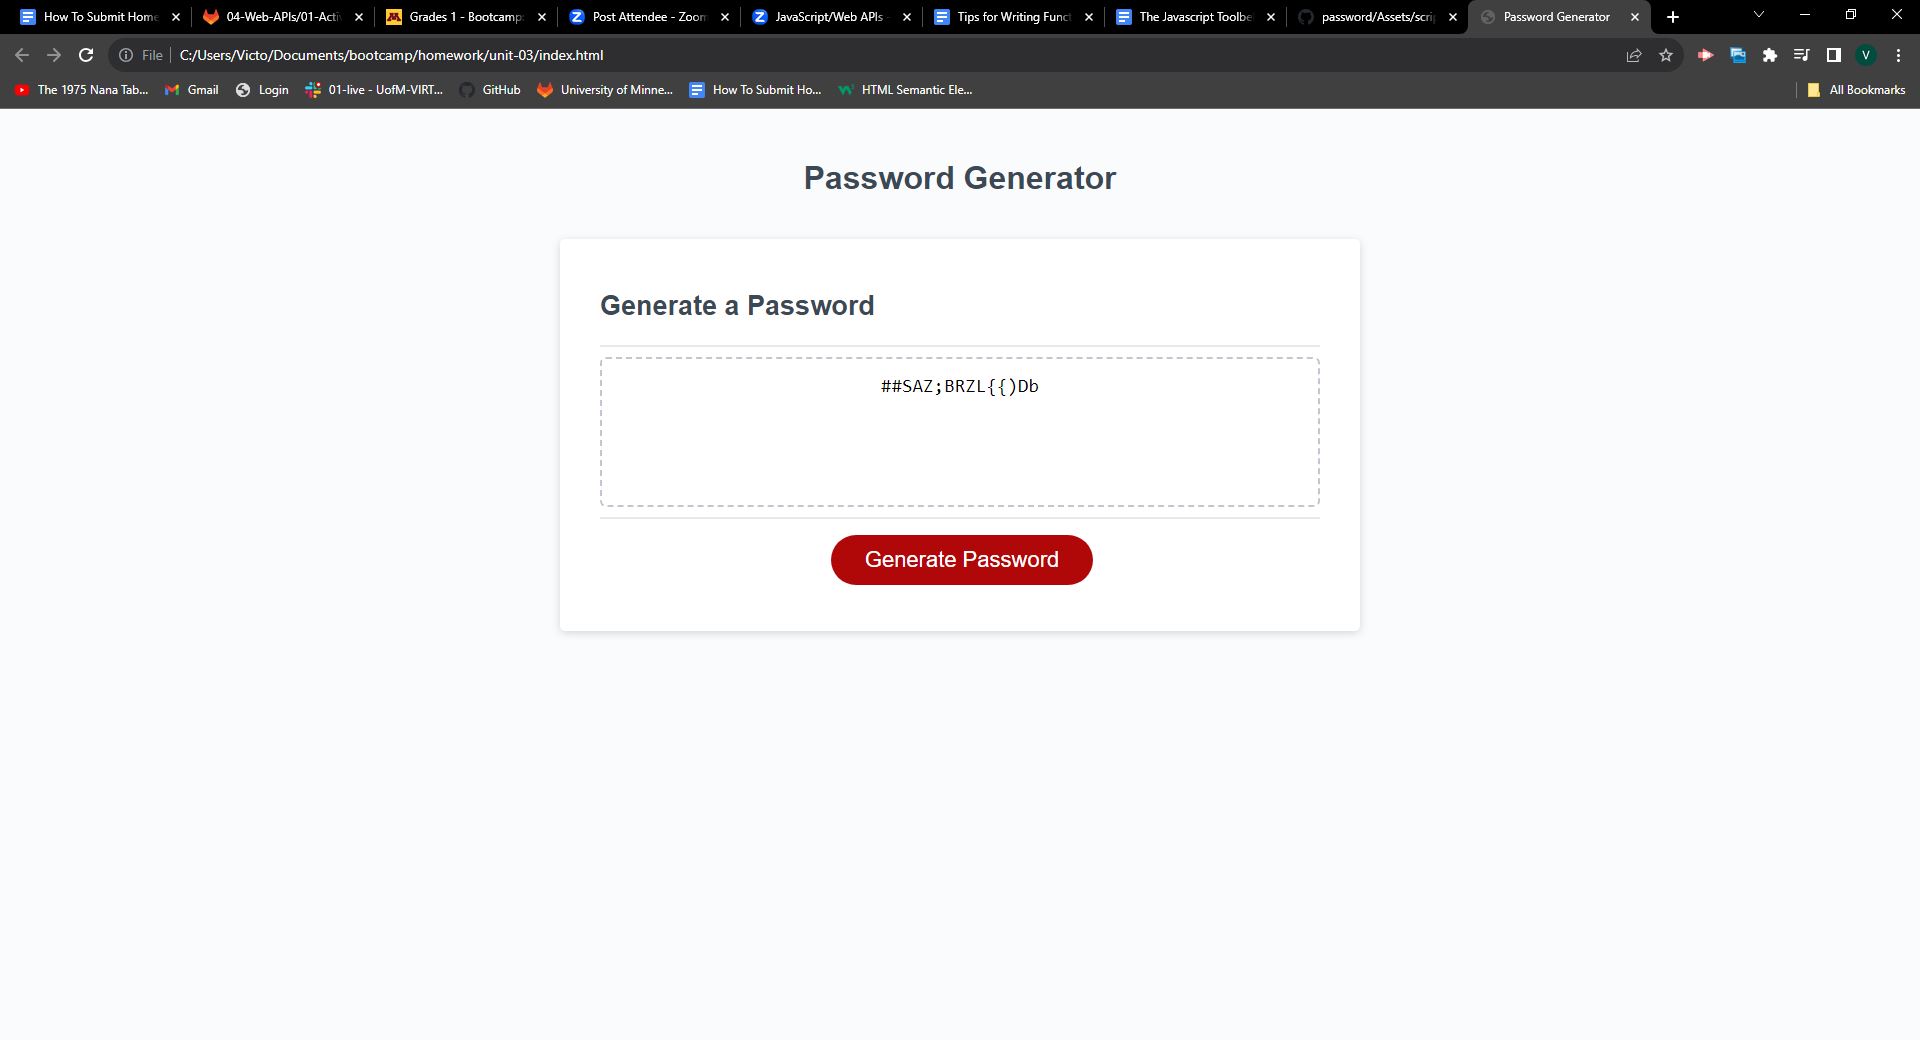 How To Submit Home
04-Web-APIs/01-Activ
Grades 1 - Bootcamp:
Post Attendee - Zoom
JavaScript/Web APIs -
Tips for Writing Funct
The Javascript Toolbe
password/Assets/scrip
Password Generator
File
C:/Users/Victo/Documents/bootcamp/homework/unit-03/index.html
V
The 1975 Nana Tab...
Gmail
Login
01-live - UofM-VIRT...
GitHub
University of Minne...
How To Submit Ho...
HTML Semantic Ele...
All Bookmarks
Password Generator
Generate a Password
##SAZ;BRZL{{)Db
Generate Password